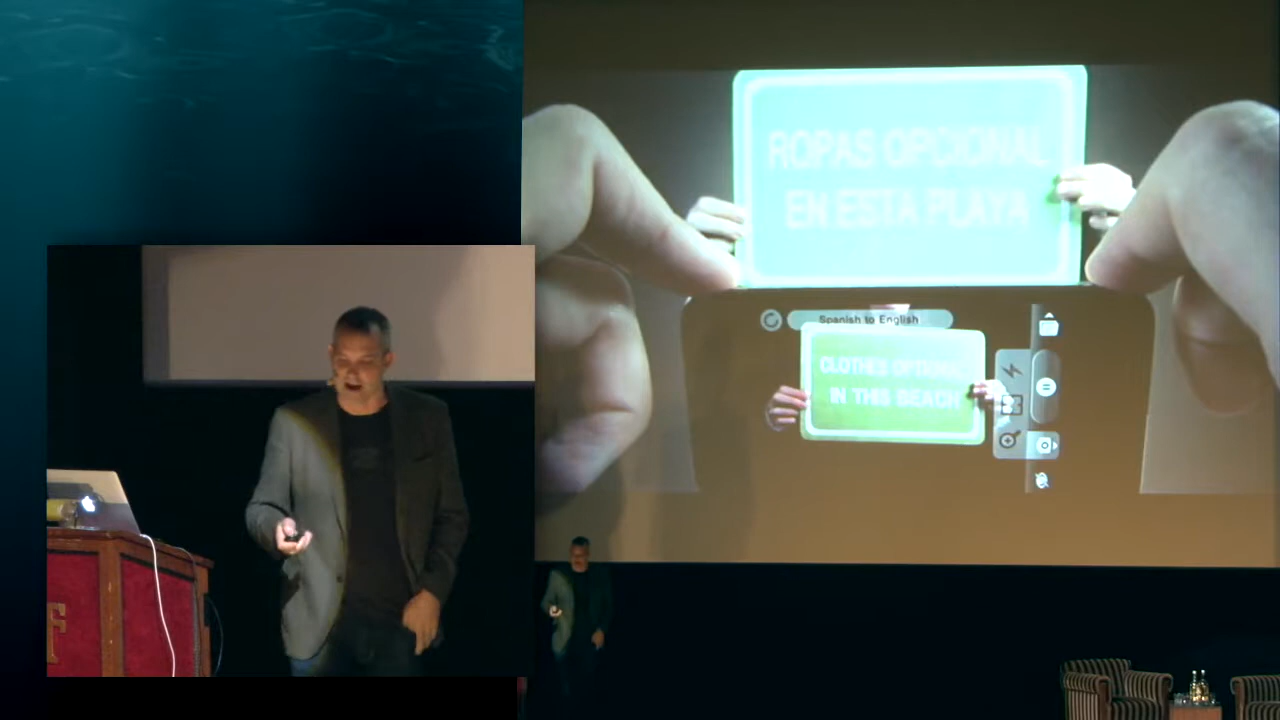 ROPAS OPCIONAL
EN ESTA PLAYA
Spanish to English
CLOTHES OPTIONAL
IN THIS BEACH
F